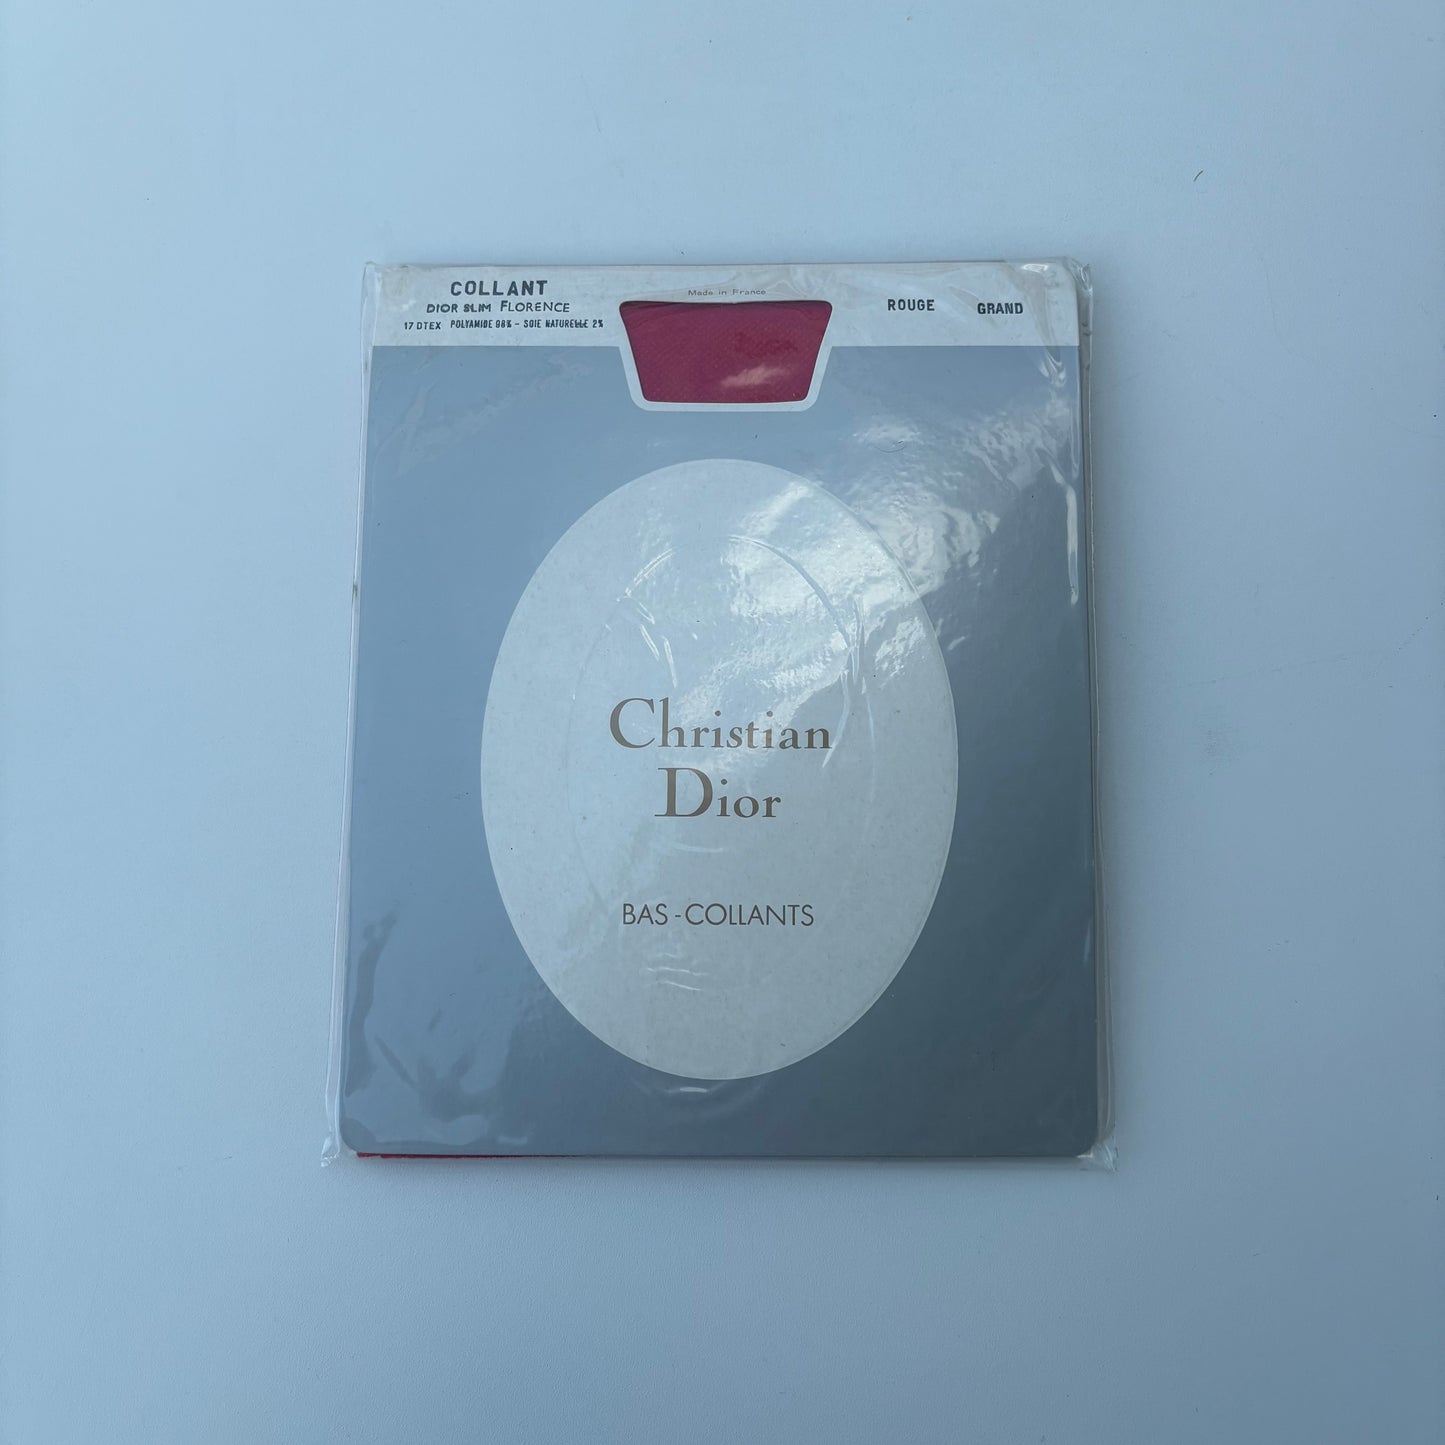 COLLANT
DIOR SLIM FLORENCE
17 DTEX POLYAMIDE 98% - SOIE NATURELLE 2%
Made in France
ROUGE GRAND
Christian
Dior
BAS-COLLANTS